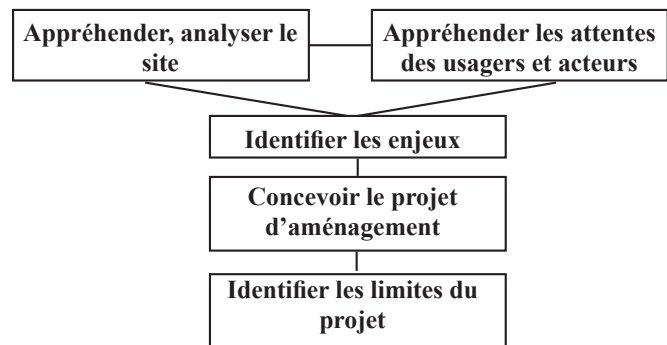 Appréhender, analyser le
site
Appréhender les attentes
des usagers et acteurs
Identifier les enjeux
Concevoir le projet
d’aménagement
Identifier les limites du
projet